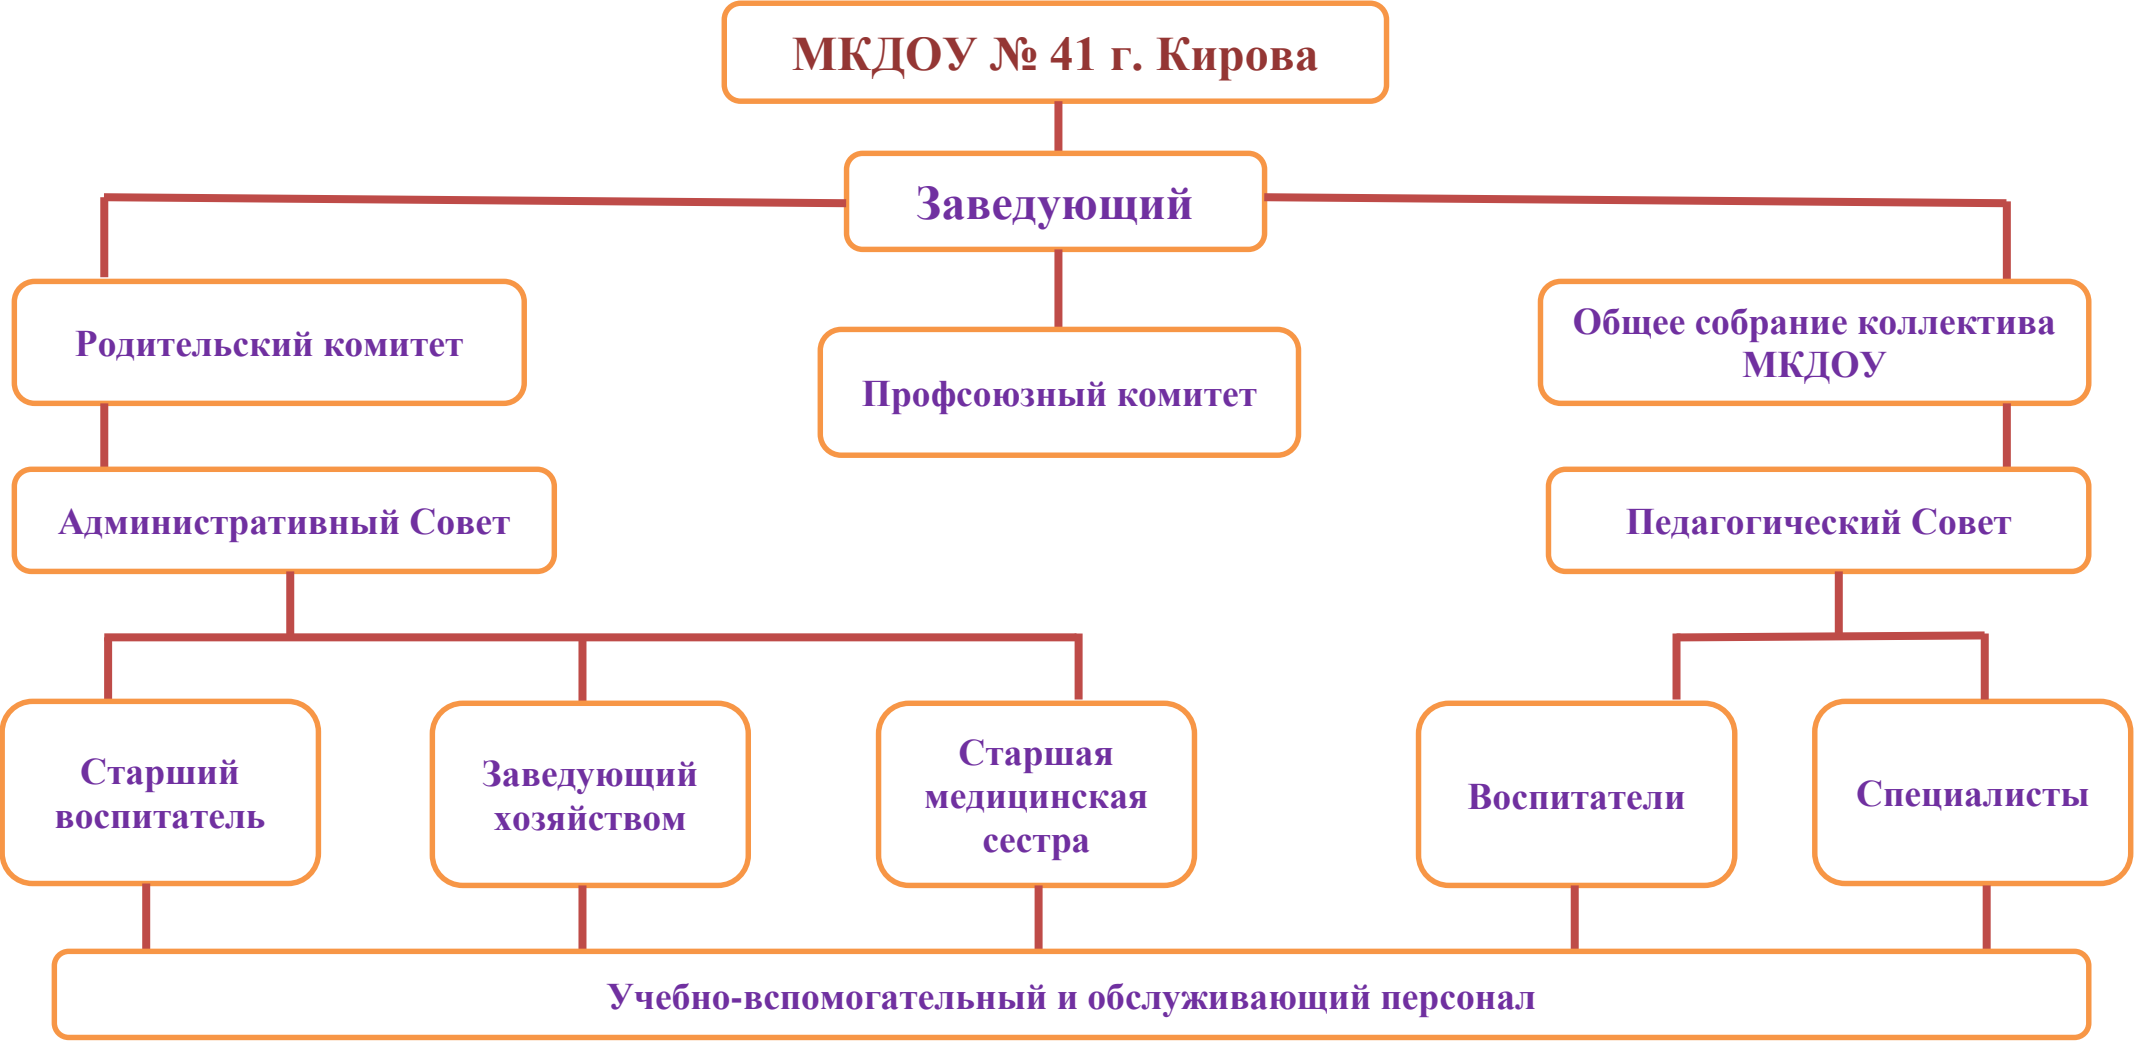 МКДОУ № 41 г. Кирова
Заведующий
Родительский комитет
Профсоюзный комитет
Общее собрание коллектива
МКДОУ
Административный Совет
Педагогический Совет
Старший
воспитатель
Заведующий
хозяйством
Старшая
медицинская
сестра
Воспитатели
Специалисты
Учебно-вспомогательный и обслуживающий персонал